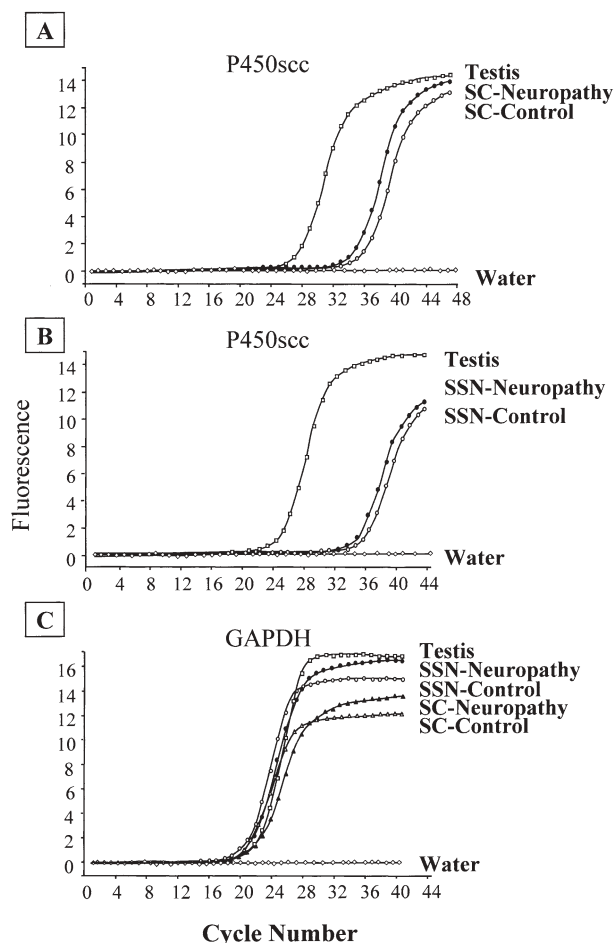 A
P450scc
14
12
10
8
6
4
2
0
Testis
SC-Neuropathy
SC-Control
Water
0 4 8 12 16 20 24 28 32 36 40 44 48
B
P450scc
14
12
10
8
6
4
2
0
Testis
SSN-Neuropathy
SSN-Control
Water
0 4 8 12 16 20 24 28 32 36 40 44
Fluorescence
C
GAPDH
16
14
12
10
8
6
4
2
0
Testis
SSN-Neuropathy
SSN-Control
SC-Neuropathy
SC-Control
Water
0 4 8 12 16 20 24 28 32 36 40 44
Cycle Number